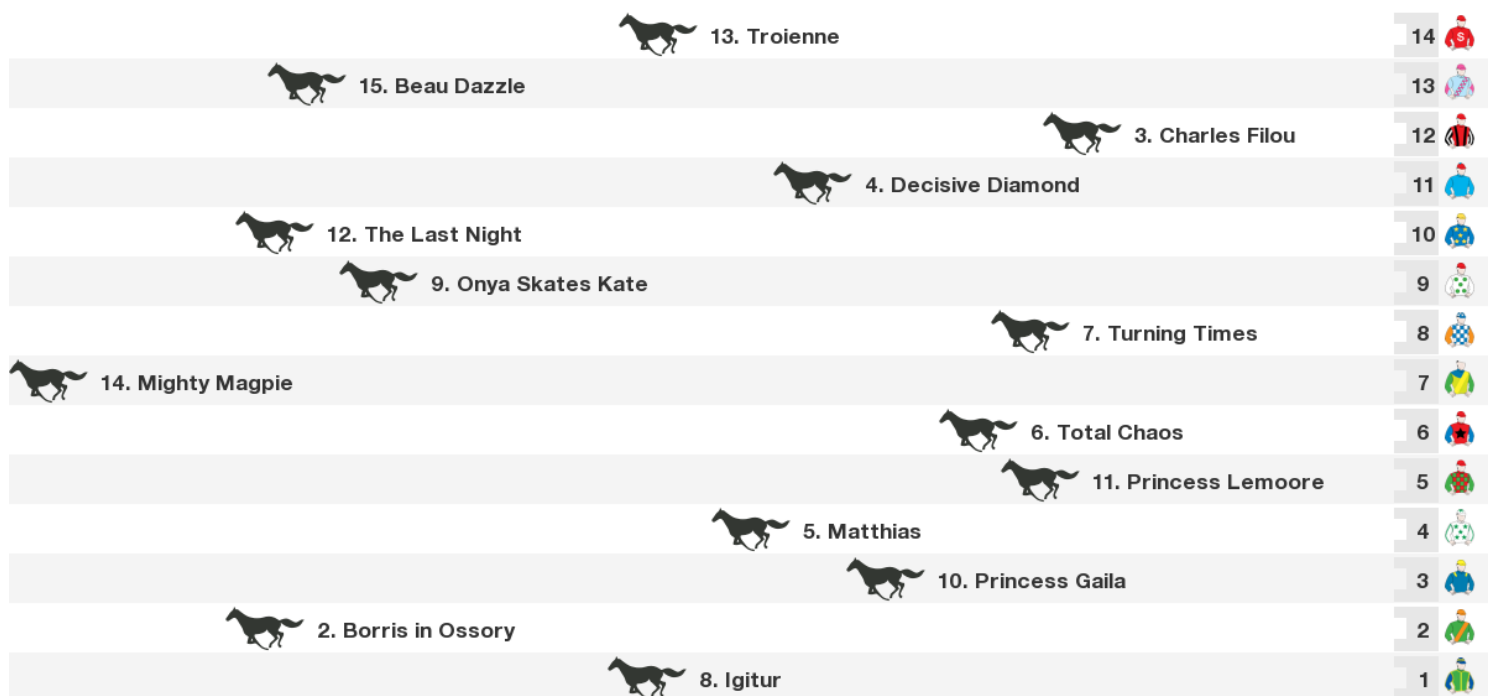 13. Troienne 14 S
15. Beau Dazzle 13
3. Charles Filou 12
4. Decisive Diamond 11
12. The Last Night 10
9. Onya Skates Kate 9
7. Turning Times 8
14. Mighty Magpie 7
6. Total Chaos 6
11. Princess Lemoore 5
5. Matthias 4
10. Princess Gaila 3
2. Borris in Ossory 2
8. Igitur 1